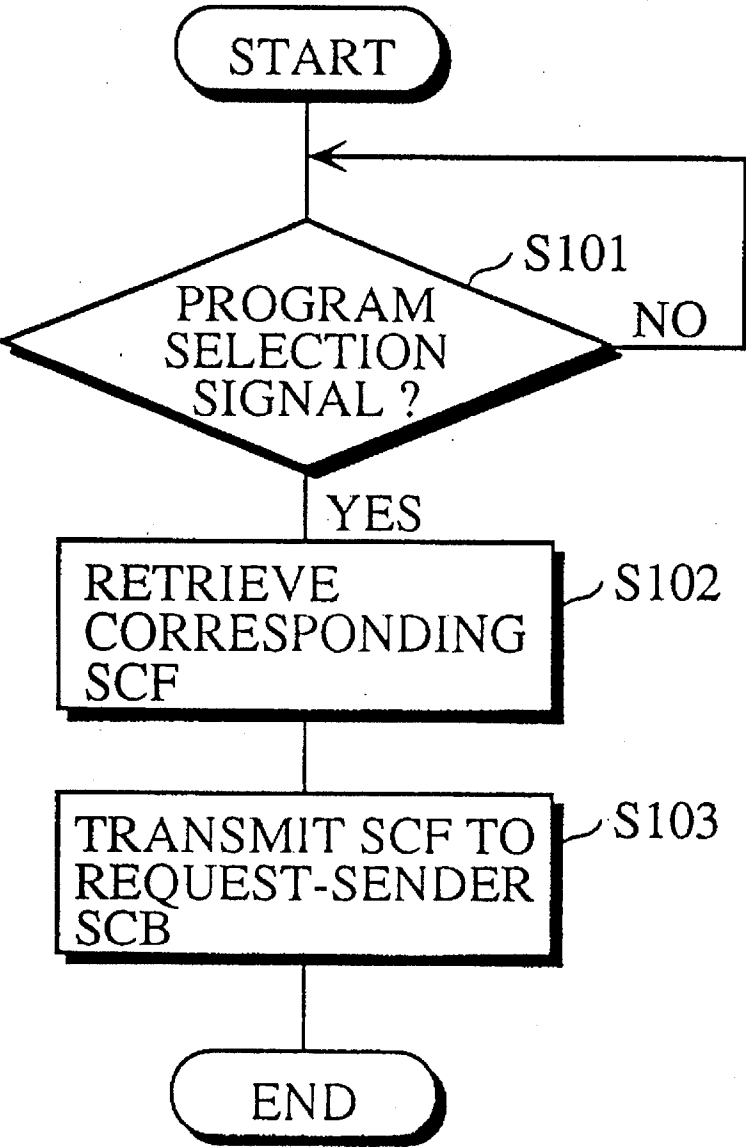 START
S101
PROGRAM
SELECTION
SIGNAL ?
NO
YES
RETRIEVE
CORRESPONDING
SCF
S102
TRANSMIT SCF TO
REQUEST-SENDER
SCB
S103
END